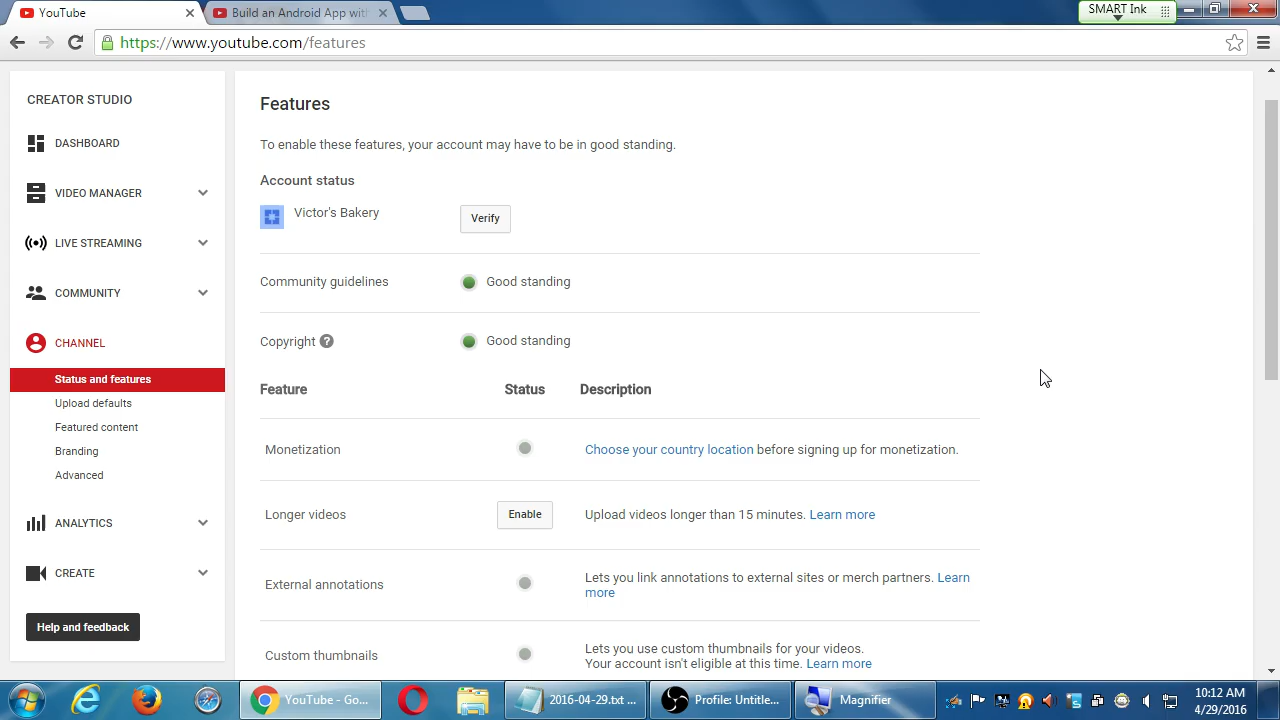 YouTube
Build an Android App with
SMART Ink
https://www.youtube.com/features
CREATOR STUDIO
DASHBOARD
VIDEO MANAGER
LIVE STREAMING
COMMUNITY
CHANNEL
Status and features
Upload defaults
Featured content
Branding
Advanced
ANALYTICS
CREATE
Help and feedback
Features
To enable these features, your account may have to be in good standing.
Account status
Victor's Bakery
Verify
Community guidelines
Good standing
Copyright ?
Good standing
Feature Status Description
Monetization
Choose your country location before signing up for monetization.
Longer videos
Enable
Upload videos longer than 15 minutes. Learn more
External annotations
Lets you link annotations to external sites or merch partners. Learn
more
Custom thumbnails
Lets you use custom thumbnails for your videos.
Your account isn't eligible at this time. Learn more
YouTube - Go...
2016-04-29.txt ...
Profile: Untitle...
Magnifier
10:12 AM
4/29/2016